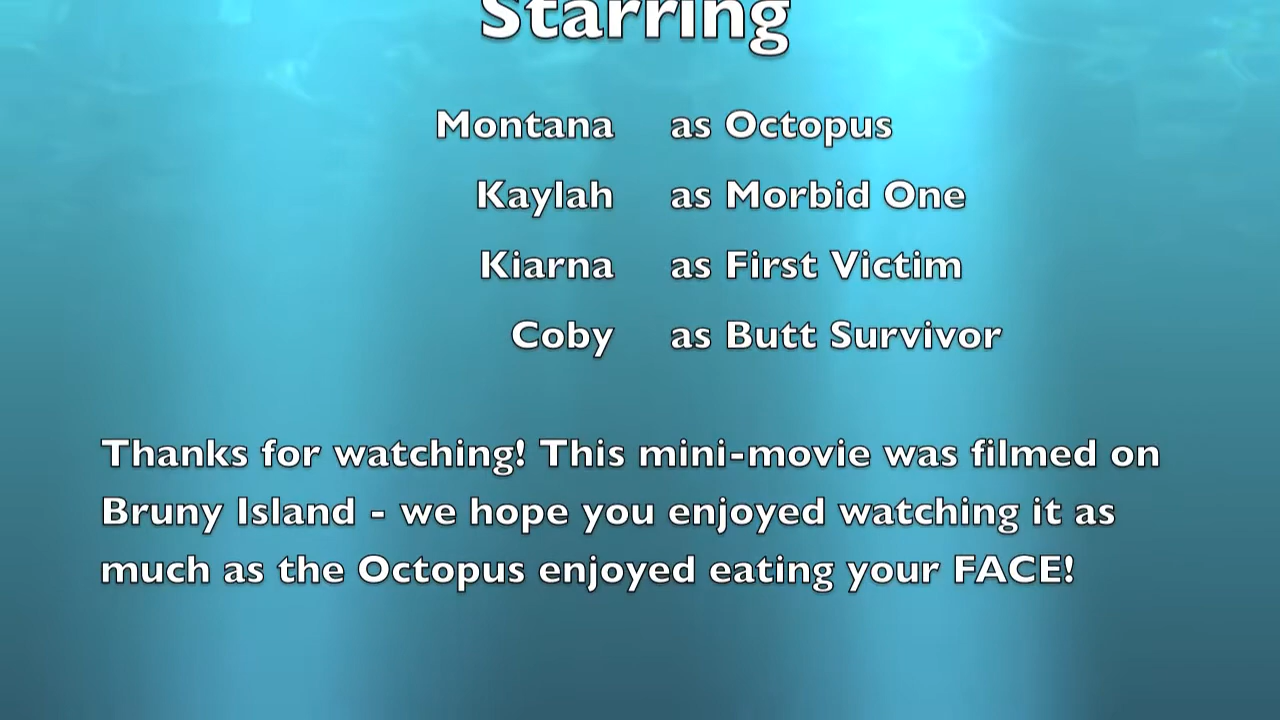 Starring
Montana as Octopus
Kaylah as Morbid One
Kiarna as First Victim
Coby as Butt Survivor
Thanks for watching! This mini-movie was filmed on
Bruny Island - we hope you enjoyed watching it as
much as the Octopus enjoyed eating your FACE!